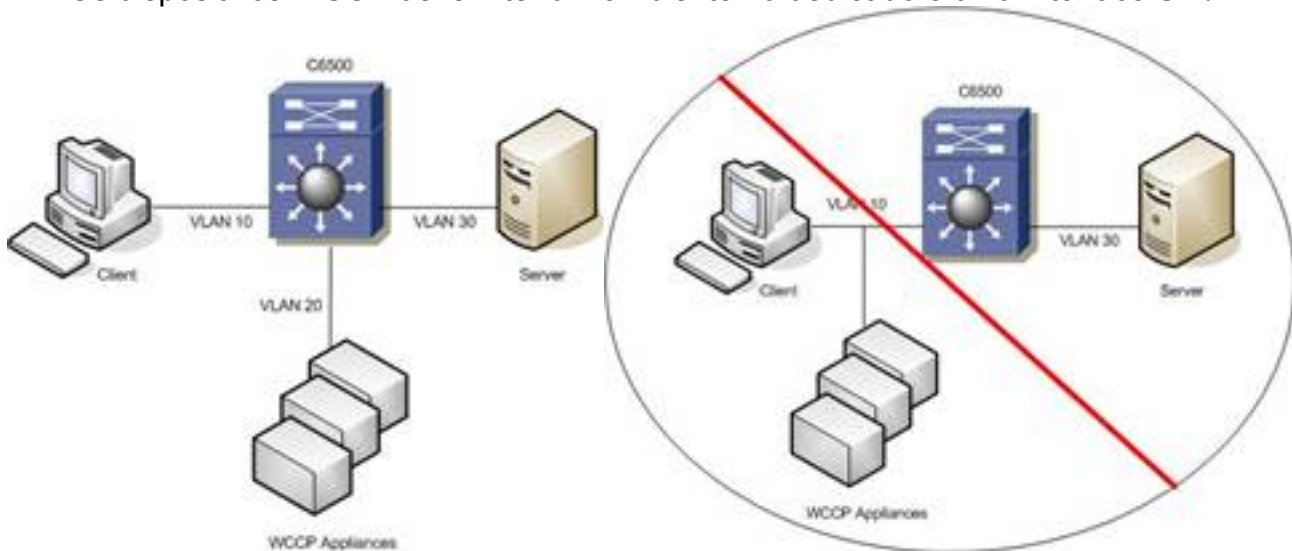 C6500
VLAN 10
VLAN 30
Client
Server
VLAN 20
WCCP Appliances
C6500
VLAN 10
VLAN 30
Client
Server
WCCP Appliances